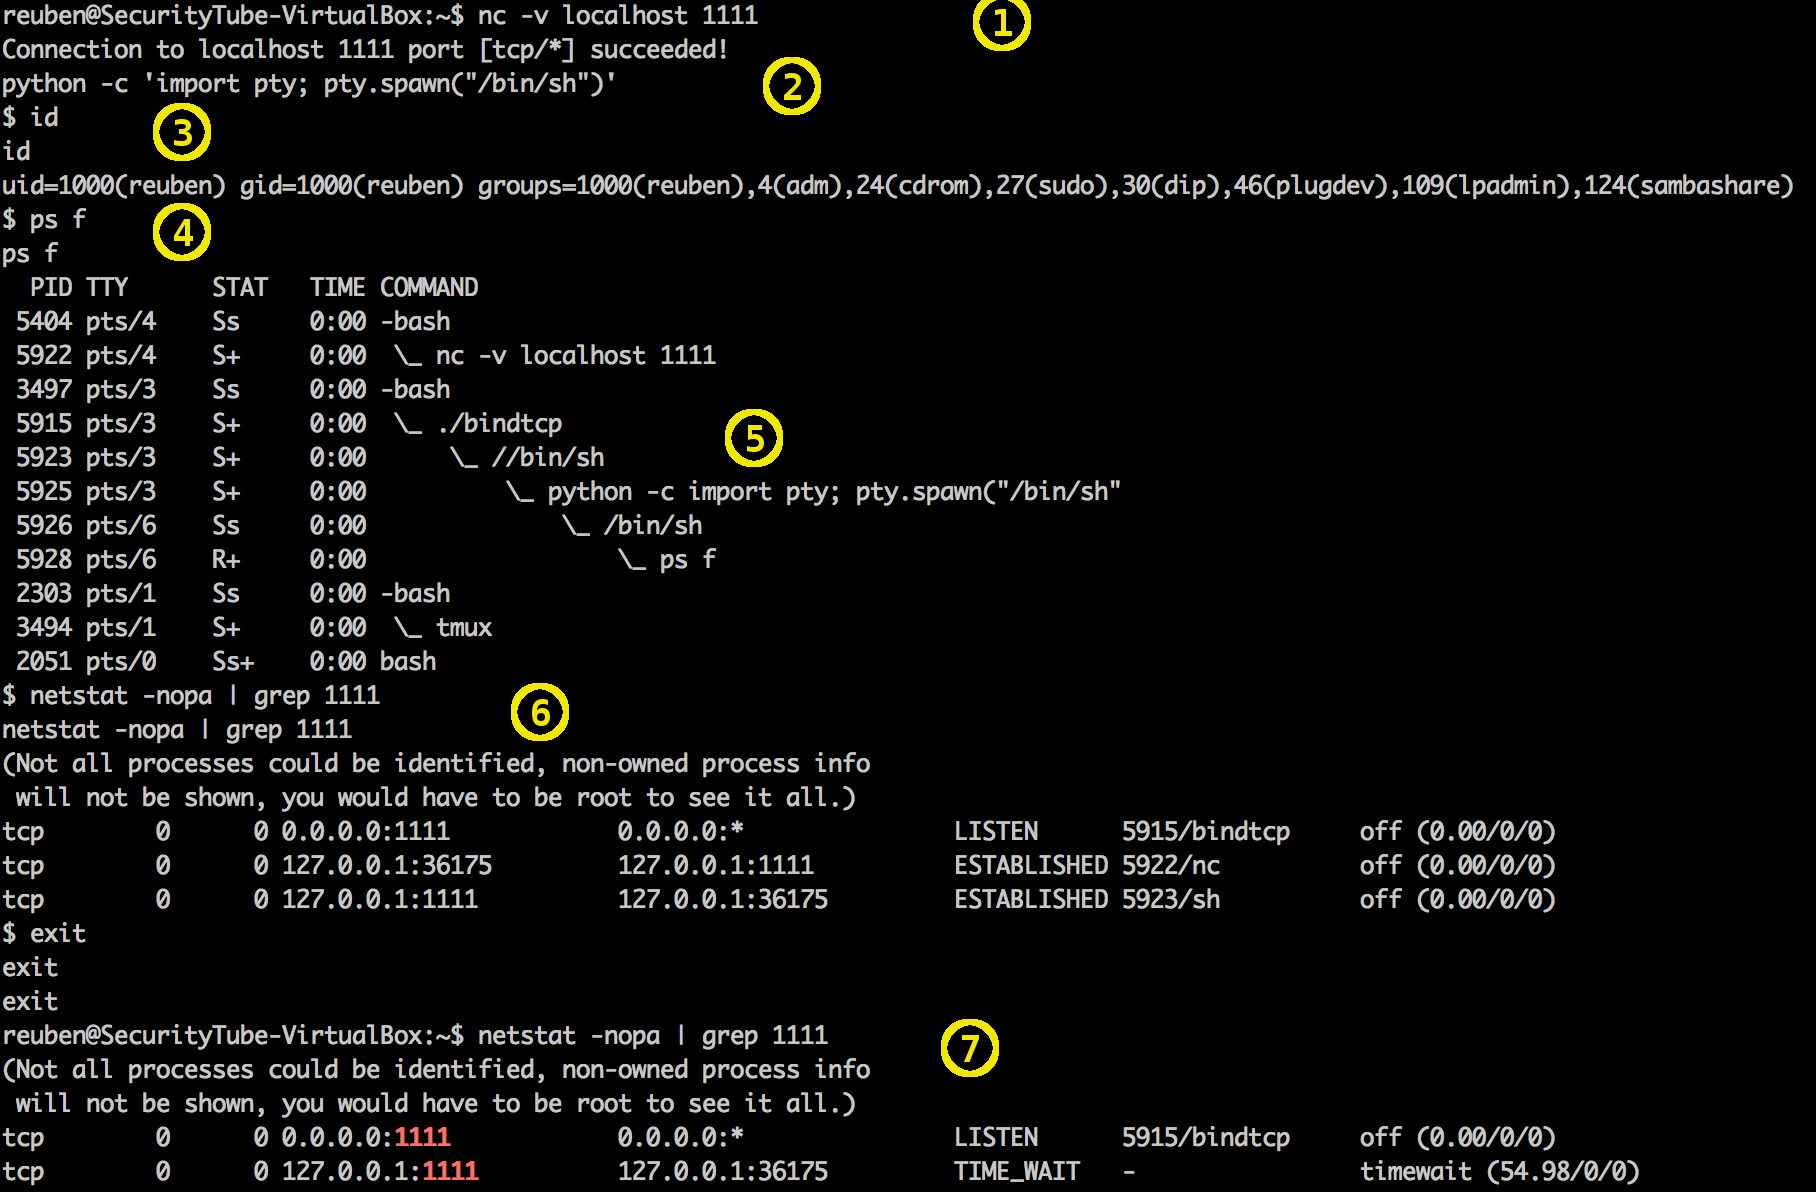 reuben@SecurityTube-VirtualBox:~$ nc -v localhost 1111 1
Connection to localhost 1111 port [tcp/*] succeeded!
python -c 'import pty; pty.spawn("/bin/sh")' 2
$ id
3
id
uid=1000(reuben) gid=1000(reuben) groups=1000(reuben),4(adm),24(cdrom),27(sudo),30(dip),46(plugdev),109(lpadmin),124(sambashare)
$ ps f 4
ps f
  PID TTY      STAT   TIME COMMAND
 5404 pts/4    Ss     0:00 -bash
 5922 pts/4    S+     0:00  \_ nc -v localhost 1111
 3497 pts/3    Ss     0:00 -bash
 5915 pts/3    S+     0:00  \_ ./bindtcp 5
 5923 pts/3    S+     0:00      \_ //bin/sh
 5925 pts/3    S+     0:00          \_ python -c import pty; pty.spawn("/bin/sh"
 5926 pts/6    Ss     0:00              \_ /bin/sh
 5928 pts/6    R+     0:00                  \_ ps f
 2303 pts/1    Ss     0:00 -bash
 3494 pts/1    S+     0:00  \_ tmux
 2051 pts/0    Ss+    0:00 bash
$ netstat -nopa | grep 1111 6
netstat -nopa | grep 1111
(Not all processes could be identified, non-owned process info
 will not be shown, you would have to be root to see it all.)
tcp        0      0 0.0.0.0:1111            0.0.0.0:*               LISTEN      5915/bindtcp     off (0.00/0/0)
tcp        0      0 127.0.0.1:36175         127.0.0.1:1111          ESTABLISHED 5922/nc          off (0.00/0/0)
tcp        0      0 127.0.0.1:1111          127.0.0.1:36175         ESTABLISHED 5923/sh          off (0.00/0/0)
$ exit
exit
exit
reuben@SecurityTube-VirtualBox:~$ netstat -nopa | grep 1111 7
(Not all processes could be identified, non-owned process info
 will not be shown, you would have to be root to see it all.)
tcp        0      0 0.0.0.0:1111            0.0.0.0:*               LISTEN      5915/bindtcp     off (0.00/0/0)
tcp        0      0 127.0.0.1:1111          127.0.0.1:36175         TIME_WAIT   -                timewait (54.98/0/0)